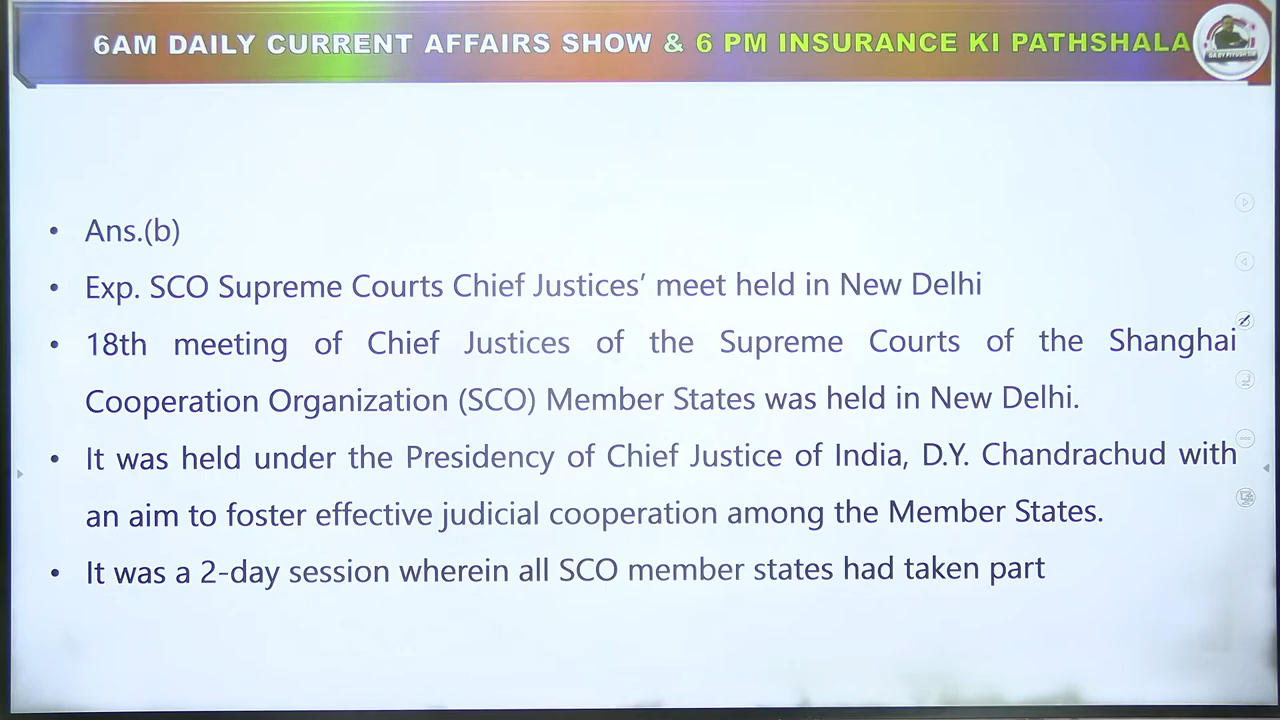 6AM DAILY CURRENT AFFAIRS SHOW & 6 PM INSURANCE KI PATHSHALA
GA BY PIYUSH SIR
• Ans.(b)
• Exp. SCO Supreme Courts Chief Justices’ meet held in New Delhi
• 18th meeting of Chief Justices of the Supreme Courts of the Shanghai
Cooperation Organization (SCO) Member States was held in New Delhi.
• It was held under the Presidency of Chief Justice of India, D.Y. Chandrachud with
an aim to foster effective judicial cooperation among the Member States.
• It was a 2-day session wherein all SCO member states had taken part